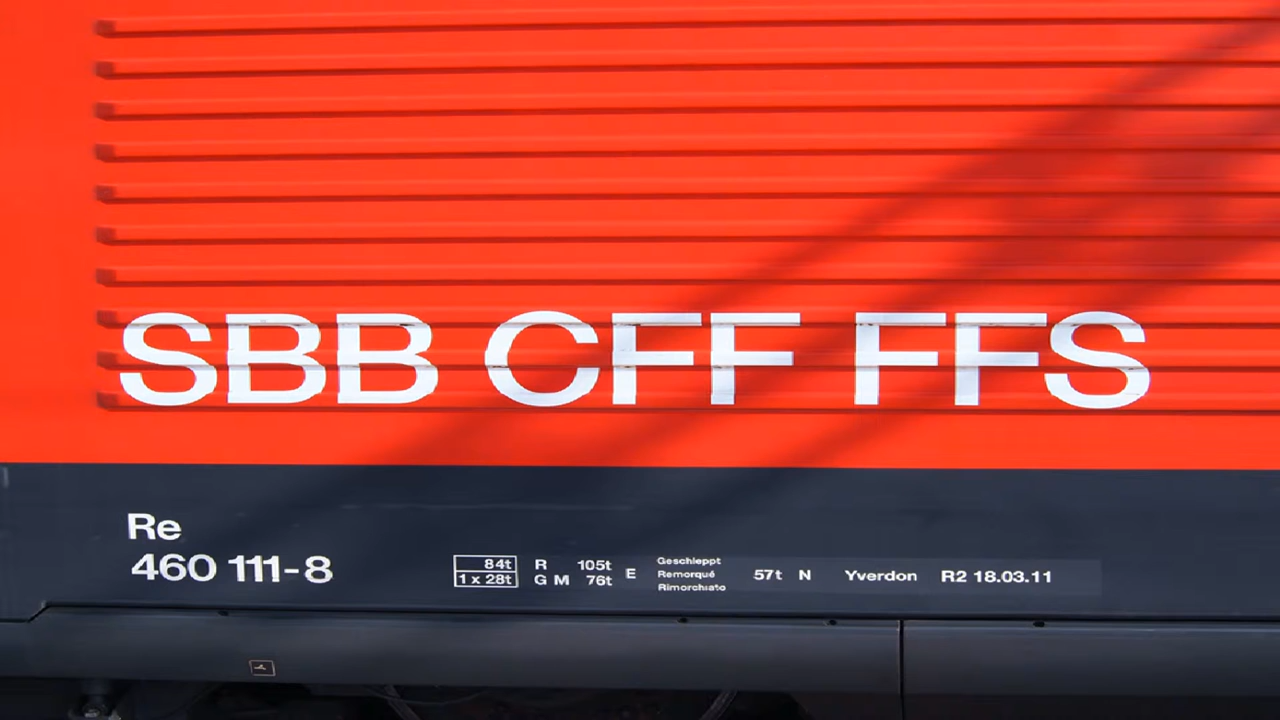 SBB CFF FFS
Re
460 111-8
84t
1 x 28t
R 105t
G M 76t
E
Geschleppt
Remorqué
Rimorchiato
57t N Yverdon R2 18.03.11